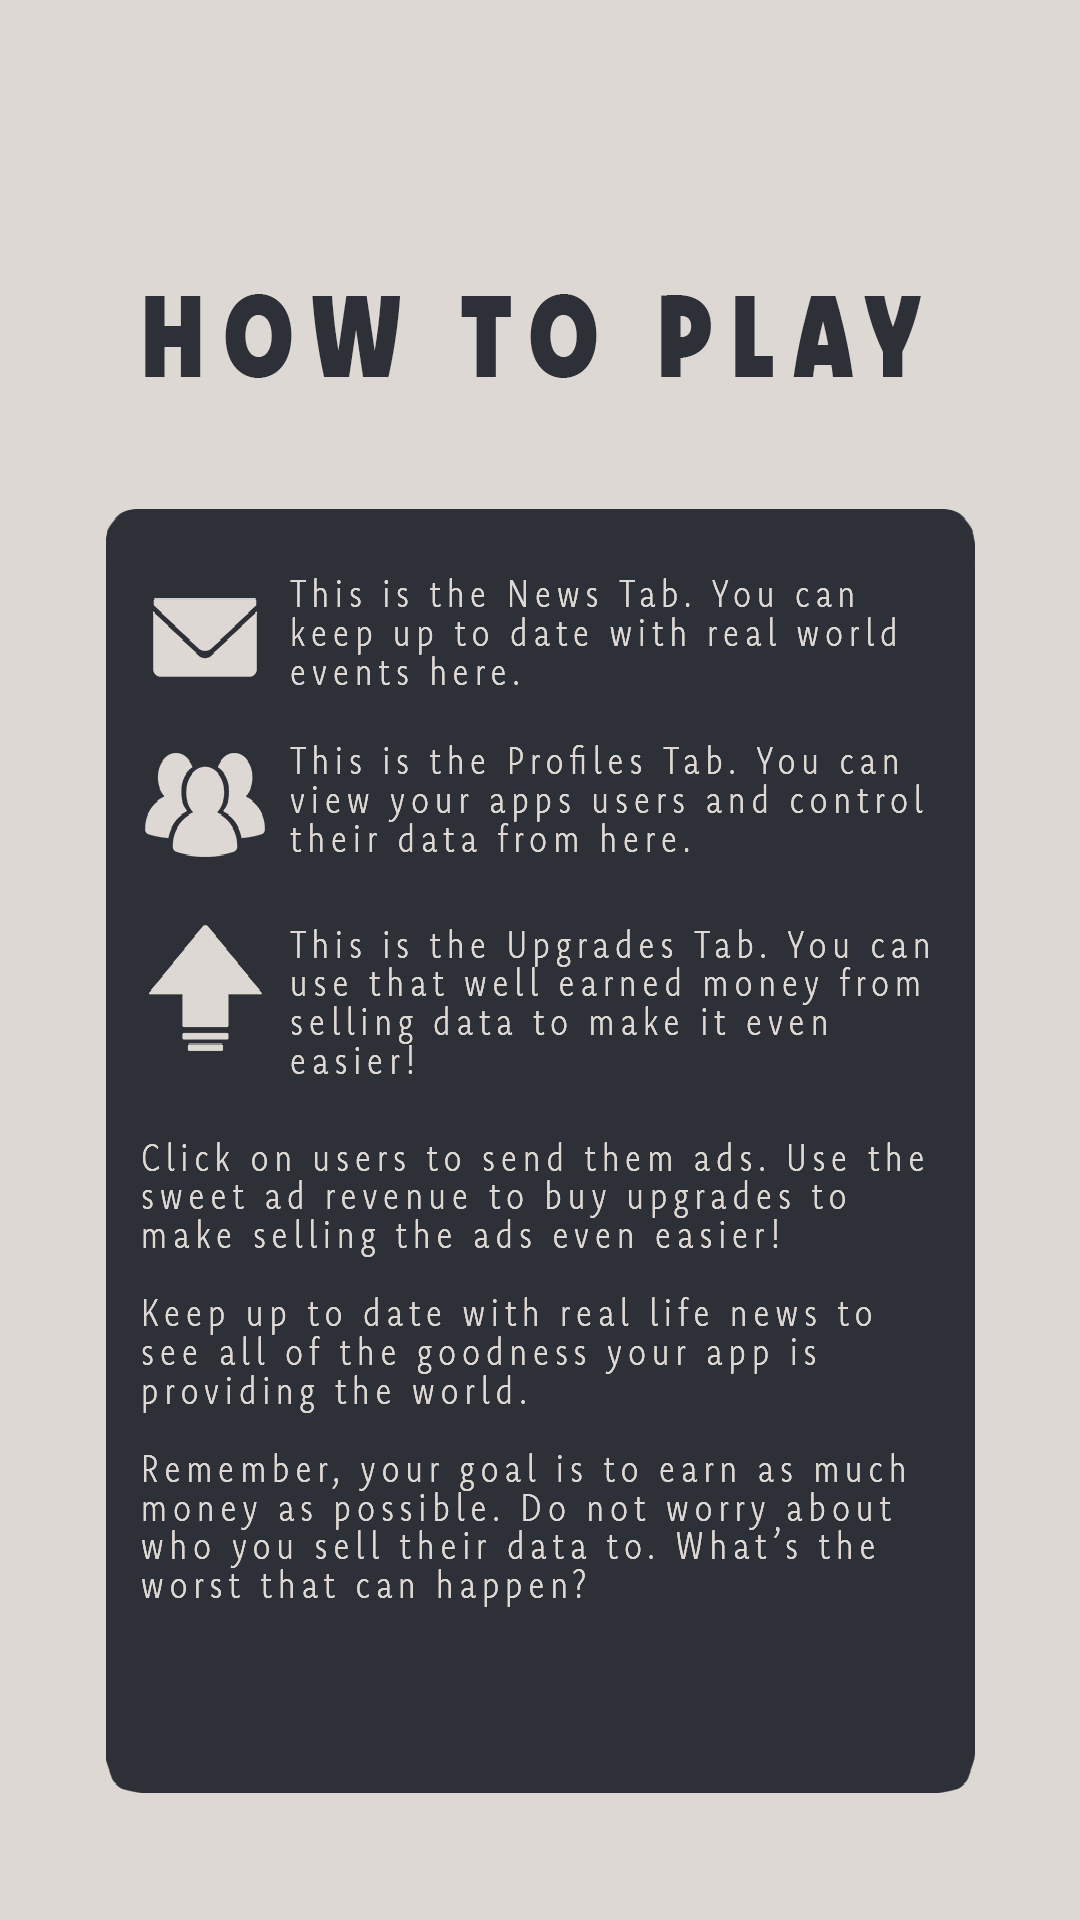 HOW TO PLAY
This is the News Tab. You can
keep up to date with real world
events here.
This is the Profiles Tab. You can
view your apps users and control
their data from here.
This is the Upgrades Tab. You can
use that well earned money from
selling data to make it even
easier!
Click on users to send them ads. Use the
sweet ad revenue to buy upgrades to
make selling the ads even easier!
Keep up to date with real life news to
see all of the goodness your app is
providing the world.
Remember, your goal is to earn as much
money as possible. Do not worry about
who you sell their data to. What’s the
worst that can happen?